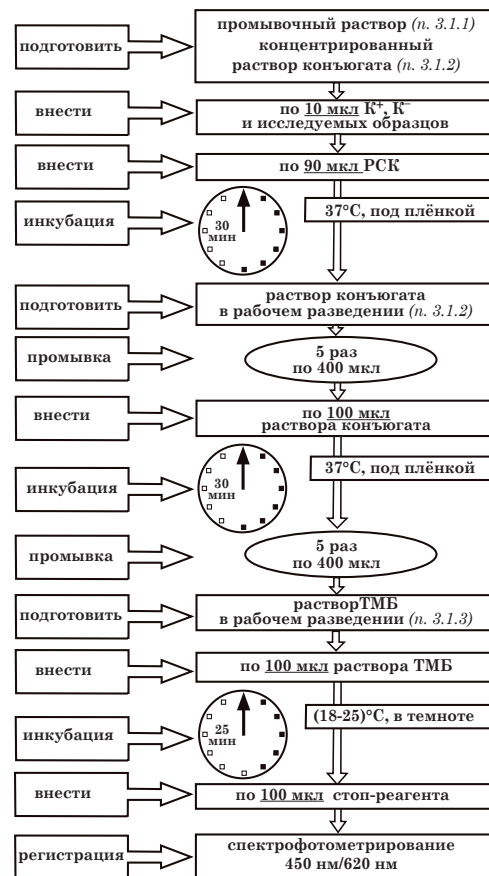 подготовить
промывочный раствор (п. 3.1.1)
концентрированный
раствор конъюгата (п. 3.1.2)
внести
по 10 мкл К⁺, К⁻
и исследуемых образцов
внести
по 90 мкл РСК
инкубация
30
мин
37°С, под плёнкой
подготовить
раствор конъюгата
в рабочем разведении (п. 3.1.2)
промывка
5 раз
по 400 мкл
внести
по 100 мкл
раствора конъюгата
инкубация
30
мин
37°С, под плёнкой
промывка
5 раз
по 400 мкл
подготовить
растворТМБ
в рабочем разведении (п. 3.1.3)
внести
по 100 мкл раствора ТМБ
инкубация
25
мин
(18-25)°С, в темноте
внести
по 100 мкл стоп-реагента
регистрация
спектрофотометрирование
450 нм/620 нм